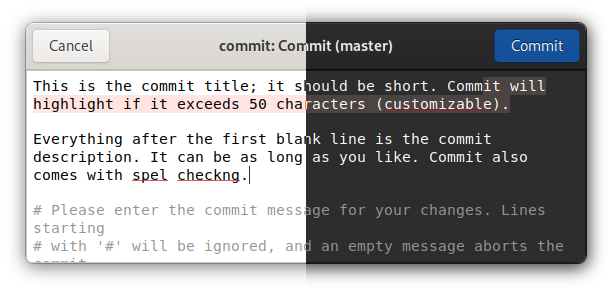 Cancel commit: Commit (master) Commit
This is the commit title; it should be short. Commit will
highlight if it exceeds 50 characters (customizable).
Everything after the first blank line is the commit
description. It can be as long as you like. Commit also
comes with spel checkng.
# Please enter the commit message for your changes. Lines
starting
# with '#' will be ignored, and an empty message aborts the
commit